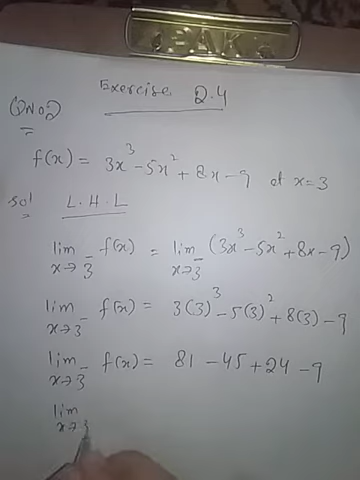 PAK
Exercise 2.4
QNo2
f(x) = 3x³ - 5x² + 8x - 9 at x = 3
Sol L.H.L
lim x→3⁻ f(x) = lim x→3⁻ (3x³ - 5x² + 8x - 9)
lim x→3⁻ f(x) = 3(3)³ - 5(3)² + 8(3) - 9
lim x→3⁻ f(x) = 81 - 45 + 24 - 9
lim x→3